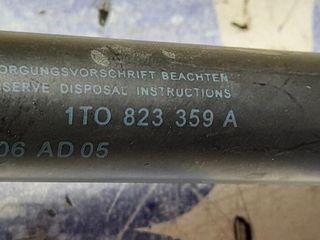 ORGUNGSVORSCHRIFT BEACHTEN
SERVE DISPOSAL INSTRUCTIONS
1TO 823 359 A
06 AD 05